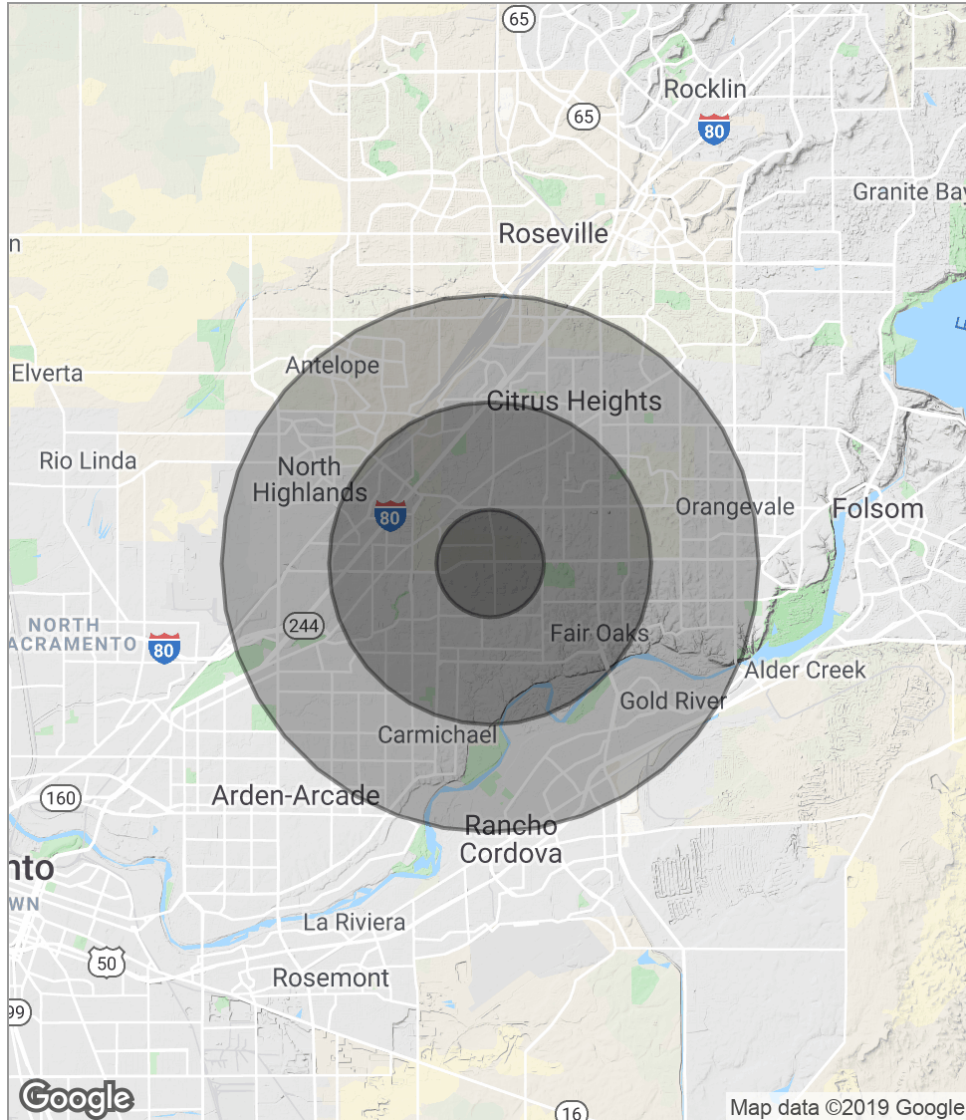 65
Rocklin
65
80
Granite Bay
n
Roseville
Antelope
Elverta
Citrus Heights
Rio Linda
North
Highlands
80
Orangevale
Folsom
244
NORTH
ACRAMENTO
80
Fair Oaks
Alder Creek
Gold River
Carmichael
160
Arden-Arcade
Rancho
Cordova
nto
WN
La Riviera
50
Rosemont
99
Google
16
Map data ©2019 Google